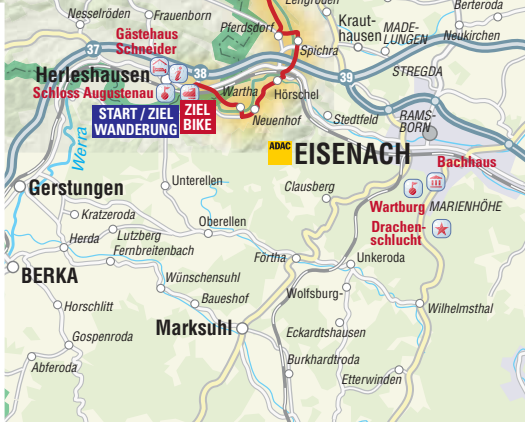 Lengröden
Nesselröden
Frauenborn
Pferdsdorf
Kraut-
hausen
MADE-
LUNGEN
Berteroda
Neukirchen
Gästehaus
Schneider
Spichra
37
38
39
STREGDA
Herleshausen
Schloss Augustenau
Wartha
Hörschel
START / ZIEL
WANDERUNG
ZIEL
BIKE
Neuenhof
Stedtfeld
RAMS-
BORN
Werra
ADAC
EISENACH
Bachhaus
Gerstungen
Unterellen
Clausberg
Wartburg
MARIENHÖHE
Kratzeroda
Oberellen
Drachen-
schlucht
Herda
Lutzberg
Fernbreitenbach
Förtha
Unkeroda
BERKA
Wünschensuhl
Baueshof
Wolfsburg-
Wilhelmsthal
Horschlitt
Marksuhl
Eckardtshausen
Gospenroda
Burkhardtroda
Abferoda
Etterwinden